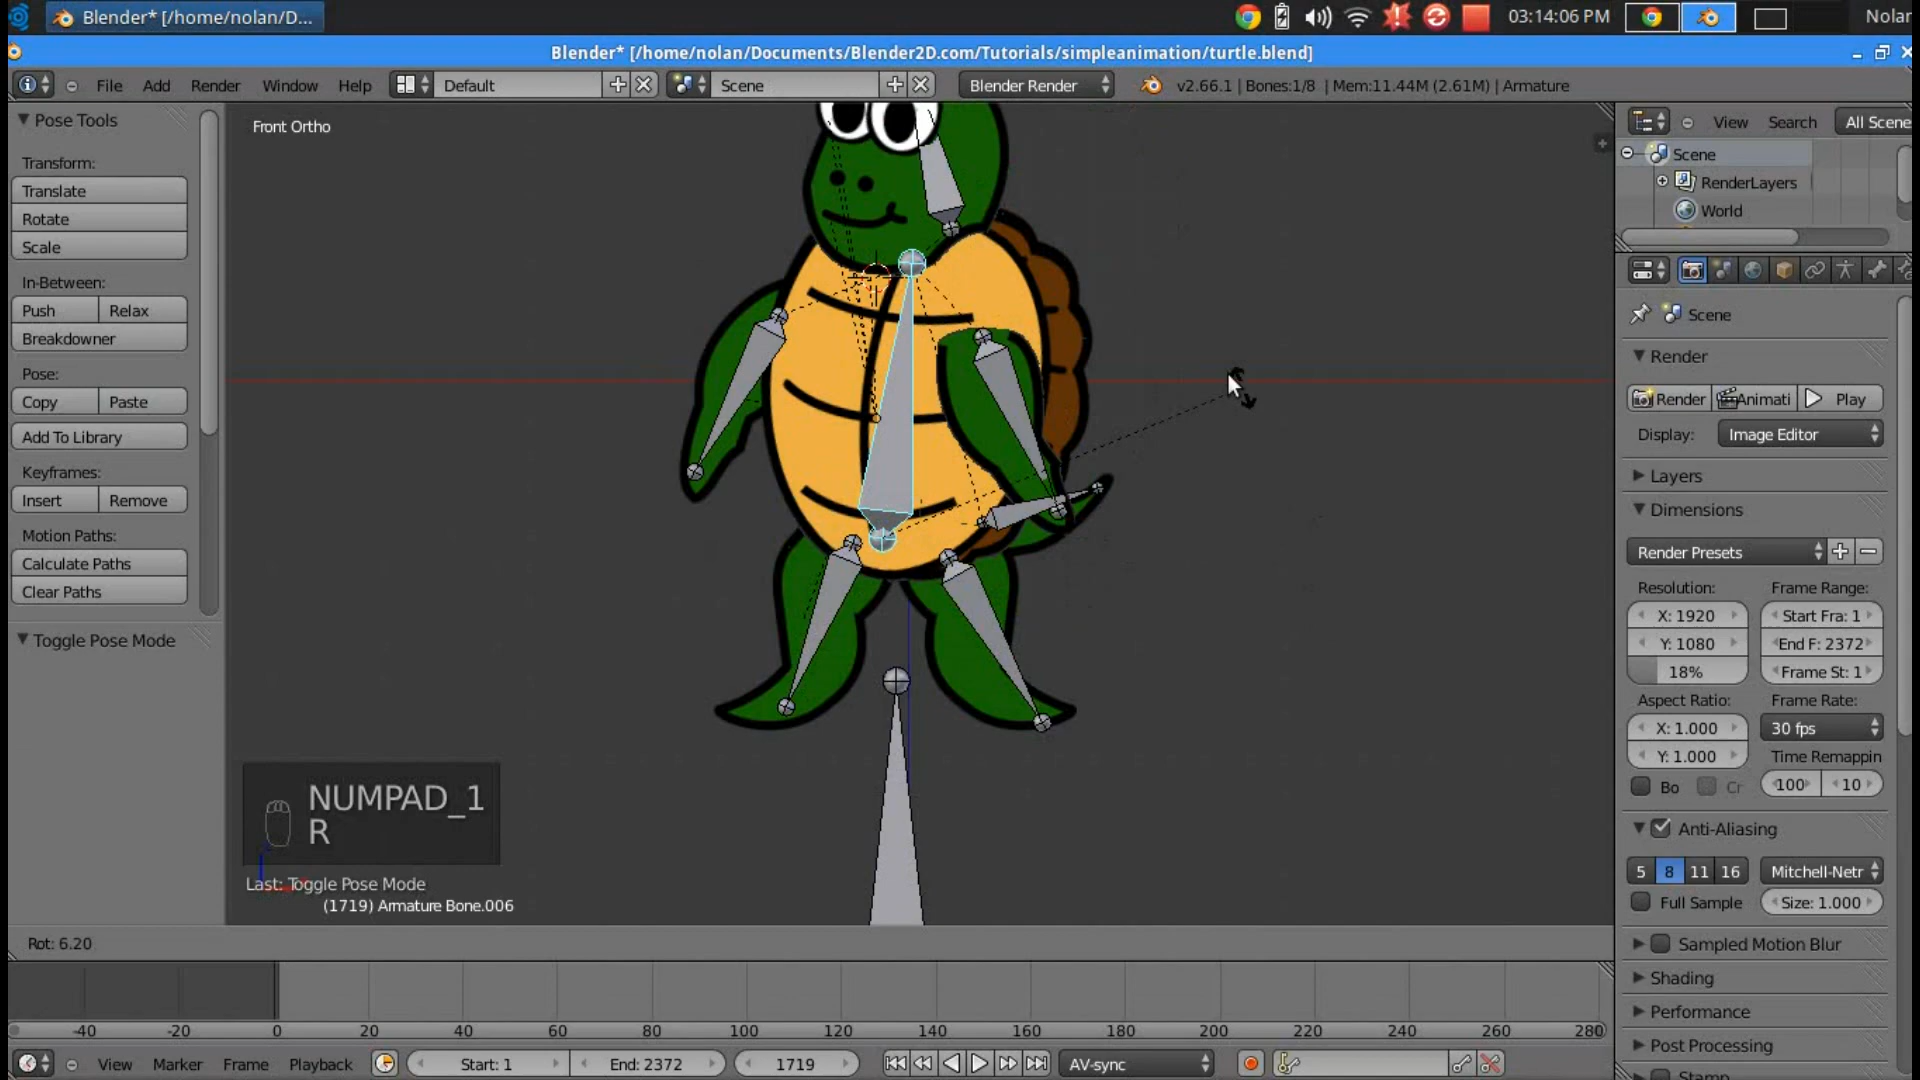 Blender* [/home/nolan/D...
03:14:06 PM
Nolan
Blender* [/home/nolan/Documents/Blender2D.com/Tutorials/simpleanimation/turtle.blend]
File Add Render Window Help
Default
Scene
Blender Render
v2.66.1 | Bones:1/8 | Mem:11.44M (2.61M) | Armature
Pose Tools
Transform:
Translate
Rotate
Scale
In-Between:
Push Relax
Breakdowner
Pose:
Copy Paste
Add To Library
Keyframes:
Insert Remove
Motion Paths:
Calculate Paths
Clear Paths
Toggle Pose Mode
Front Ortho
NUMPAD_1
R
Last: Toggle Pose Mode
(1719) Armature Bone.006
Rot: 6.20
View Search All Scene
Scene
RenderLayers
World
Scene
Render
Render Animati Play
Display: Image Editor
Layers
Dimensions
Render Presets
Resolution: Frame Range:
X: 1920 Start Fra: 1
Y: 1080 End F: 2372
18% Frame St: 1
Aspect Ratio: Frame Rate:
X: 1.000 30 fps
Y: 1.000 Time Remappin
Bo Cr 100 10
Anti-Aliasing
5 8 11 16 Mitchell-Netr
Full Sample Size: 1.000
Sampled Motion Blur
Shading
Performance
Post Processing
Stamp
-40 -20 0 20 40 60 80 100 120 140 160 180 200 220 240 260 280
View Marker Frame Playback Start: 1 End: 2372 1719 AV-sync